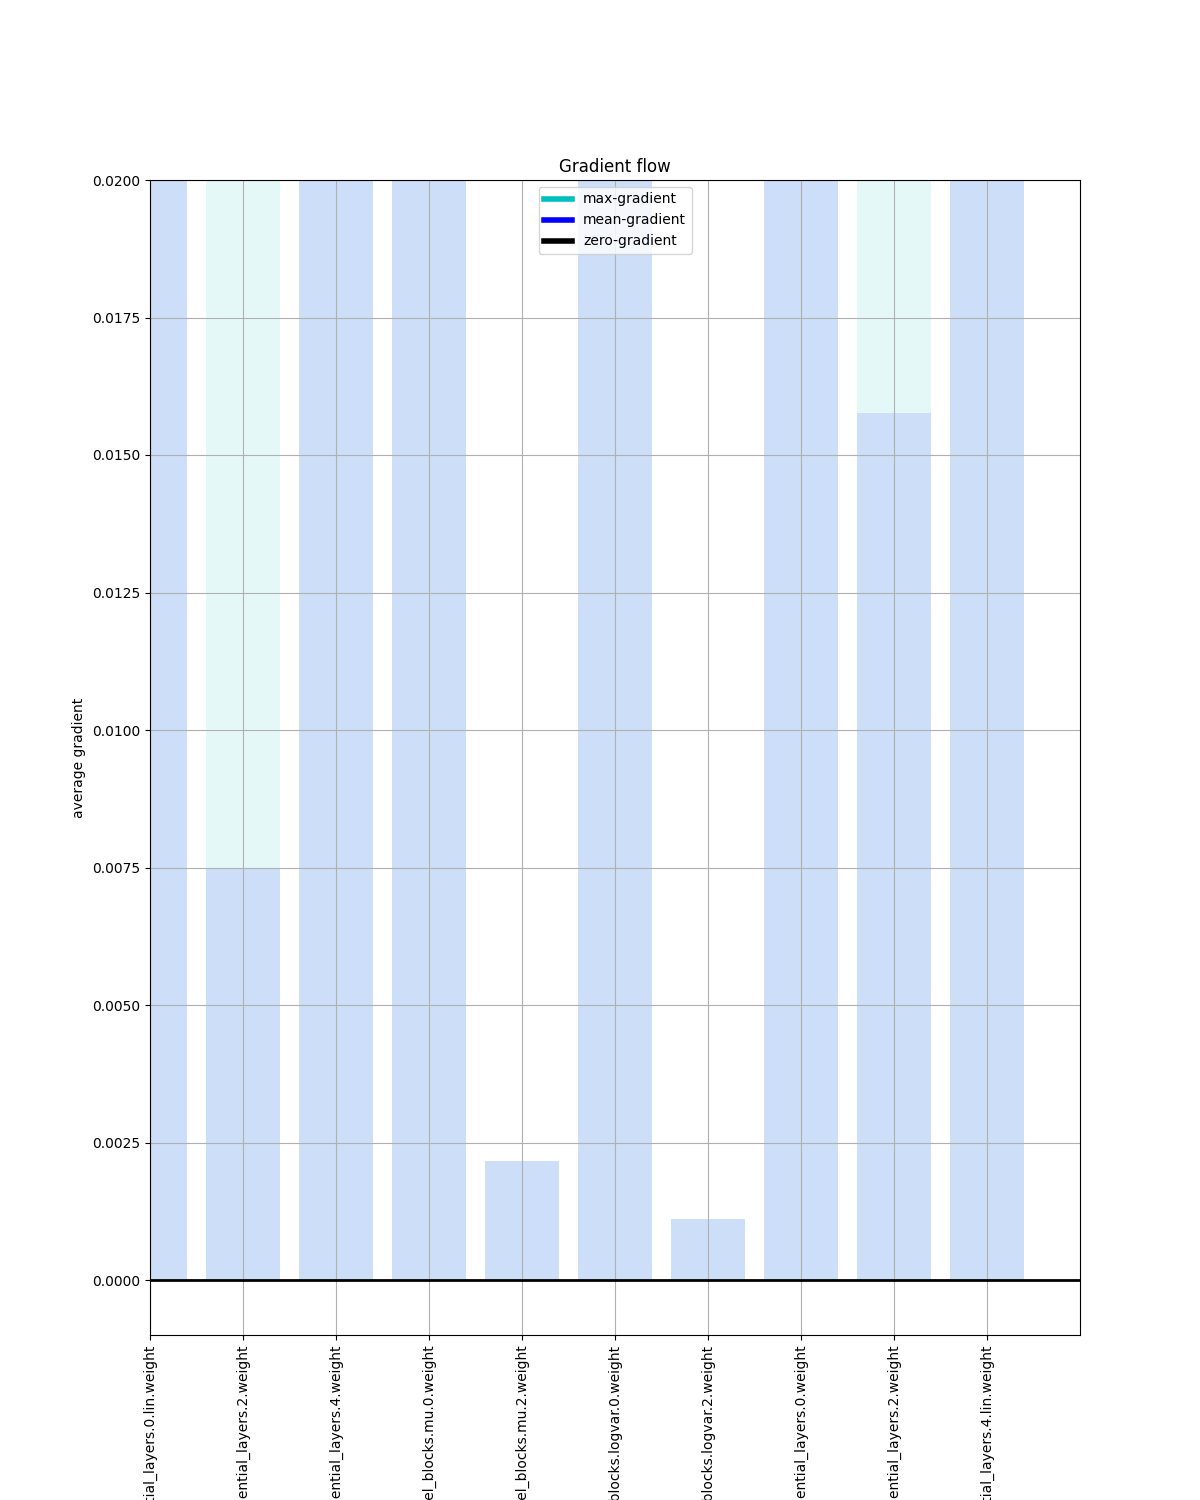 Gradient flow
max-gradient
mean-gradient
zero-gradient
0.0200
0.0175
0.0150
0.0125
0.0100
0.0075
0.0050
0.0025
0.0000
average gradient
tial_layers.0.lin.weight
ential_layers.2.weight
ential_layers.4.weight
el_blocks.mu.0.weight
el_blocks.mu.2.weight
blocks.logvar.0.weight
blocks.logvar.2.weight
ential_layers.0.weight
ential_layers.2.weight
tial_layers.4.lin.weight